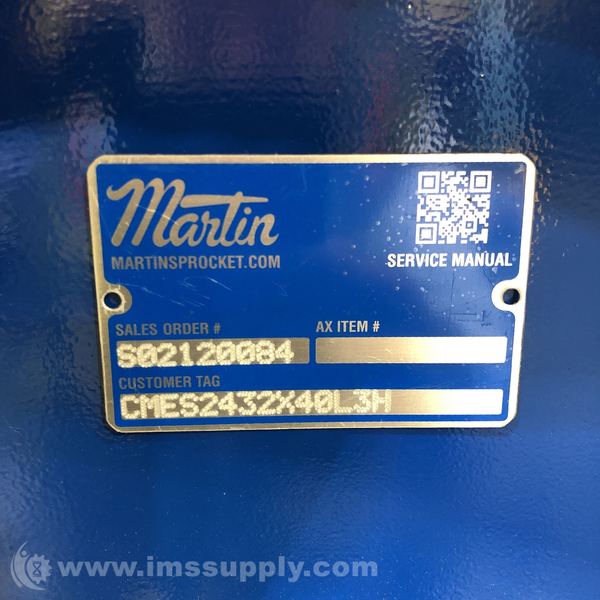 Martin
MARTINSPROCKET.COM
SERVICE MANUAL
SALES ORDER #
AX ITEM #
S02120084
CUSTOMER TAG
CMES2432X40L3H
www.imssupply.com